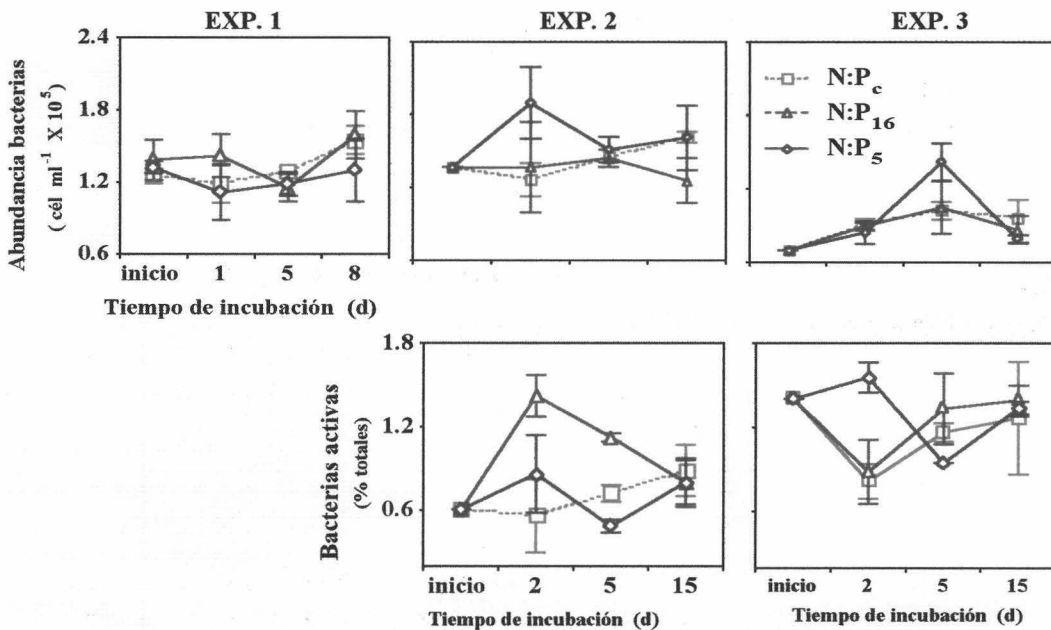 EXP. 1
EXP. 2
EXP. 3
Abundancia bacterias
( cél ml⁻¹ X 10⁵)
2.4
1.8
1.2
0.6
inicio 1 5 8
Tiempo de incubación (d)
N:Pc
N:P16
N:P5
Bacterias activas
(% totales)
1.8
1.2
0.6
inicio 2 5 15
Tiempo de incubación (d)
inicio 2 5 15
Tiempo de incubación (d)